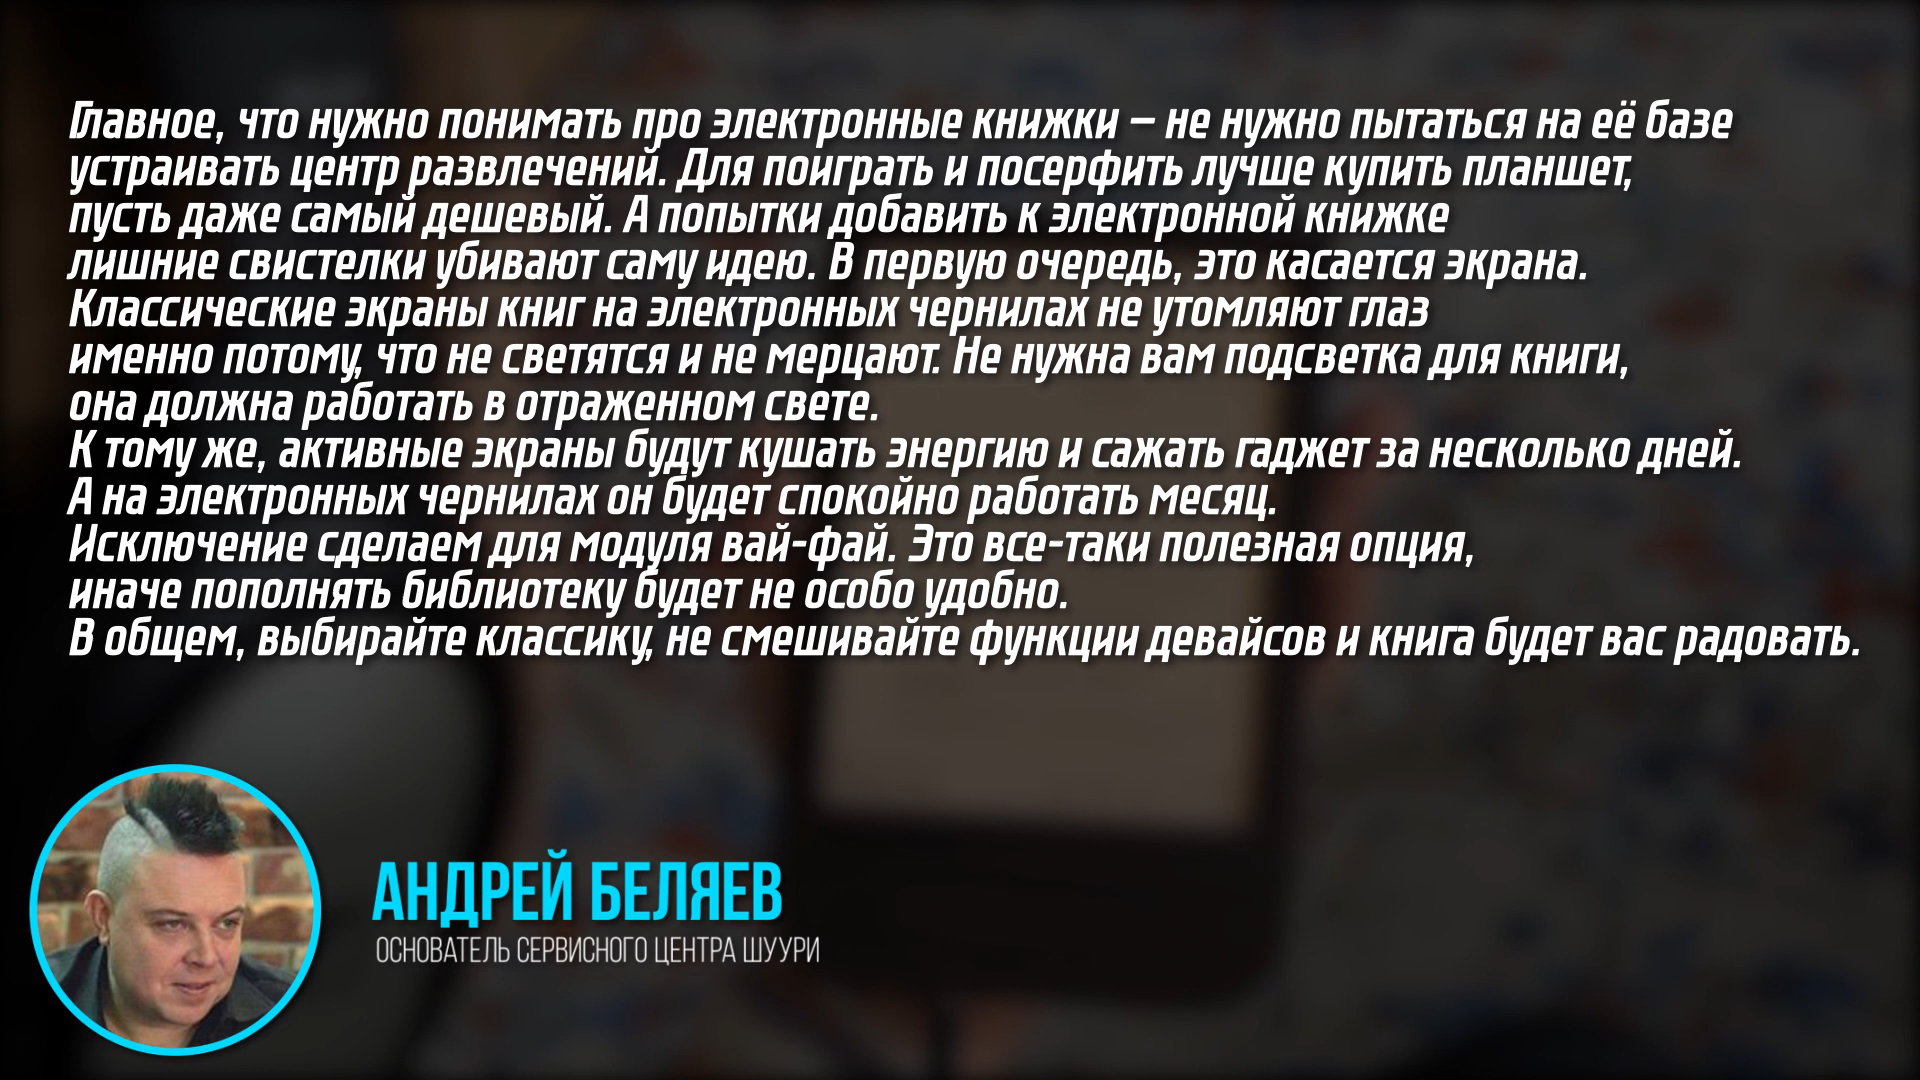 Главное, что нужно понимать про электронные книжки – не нужно пытаться на её базе
устраивать центр развлечений. Для поиграть и посерфить лучше купить планшет,
пусть даже самый дешевый. А попытки добавить к электронной книжке
лишние свистелки убивают саму идею. В первую очередь, это касается экрана.
Классические экраны книг на электронных чернилах не утомляют глаз
именно потому, что не светятся и не мерцают. Не нужна вам подсветка для книги,
она должна работать в отраженном свете.
К тому же, активные экраны будут кушать энергию и сажать гаджет за несколько дней.
А на электронных чернилах он будет спокойно работать месяц.
Исключение сделаем для модуля вай-фай. Это все-таки полезная опция,
иначе пополнять библиотеку будет не особо удобно.
В общем, выбирайте классику, не смешивайте функции девайсов и книга будет вас радовать.
АНДРЕЙ БЕЛЯЕВ
ОСНОВАТЕЛЬ СЕРВИСНОГО ЦЕНТРА ШУУРИ